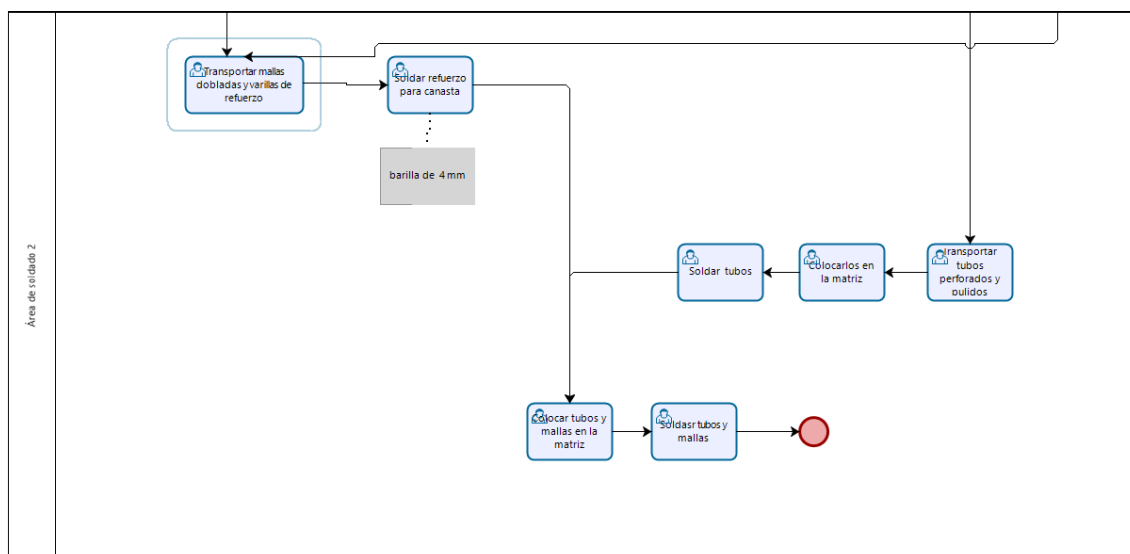 Área de soldado 2
Transportar mallas
dobladas y varillas de
refuerzo
Soldar refuerzo
para canasta
barilla de 4 mm
Transportar
tubos
perforados y
pulidos
Colocarlos en
la matriz
Soldar tubos
Colocar tubos y
mallas en la
matriz
Soldasr tubos y
mallas